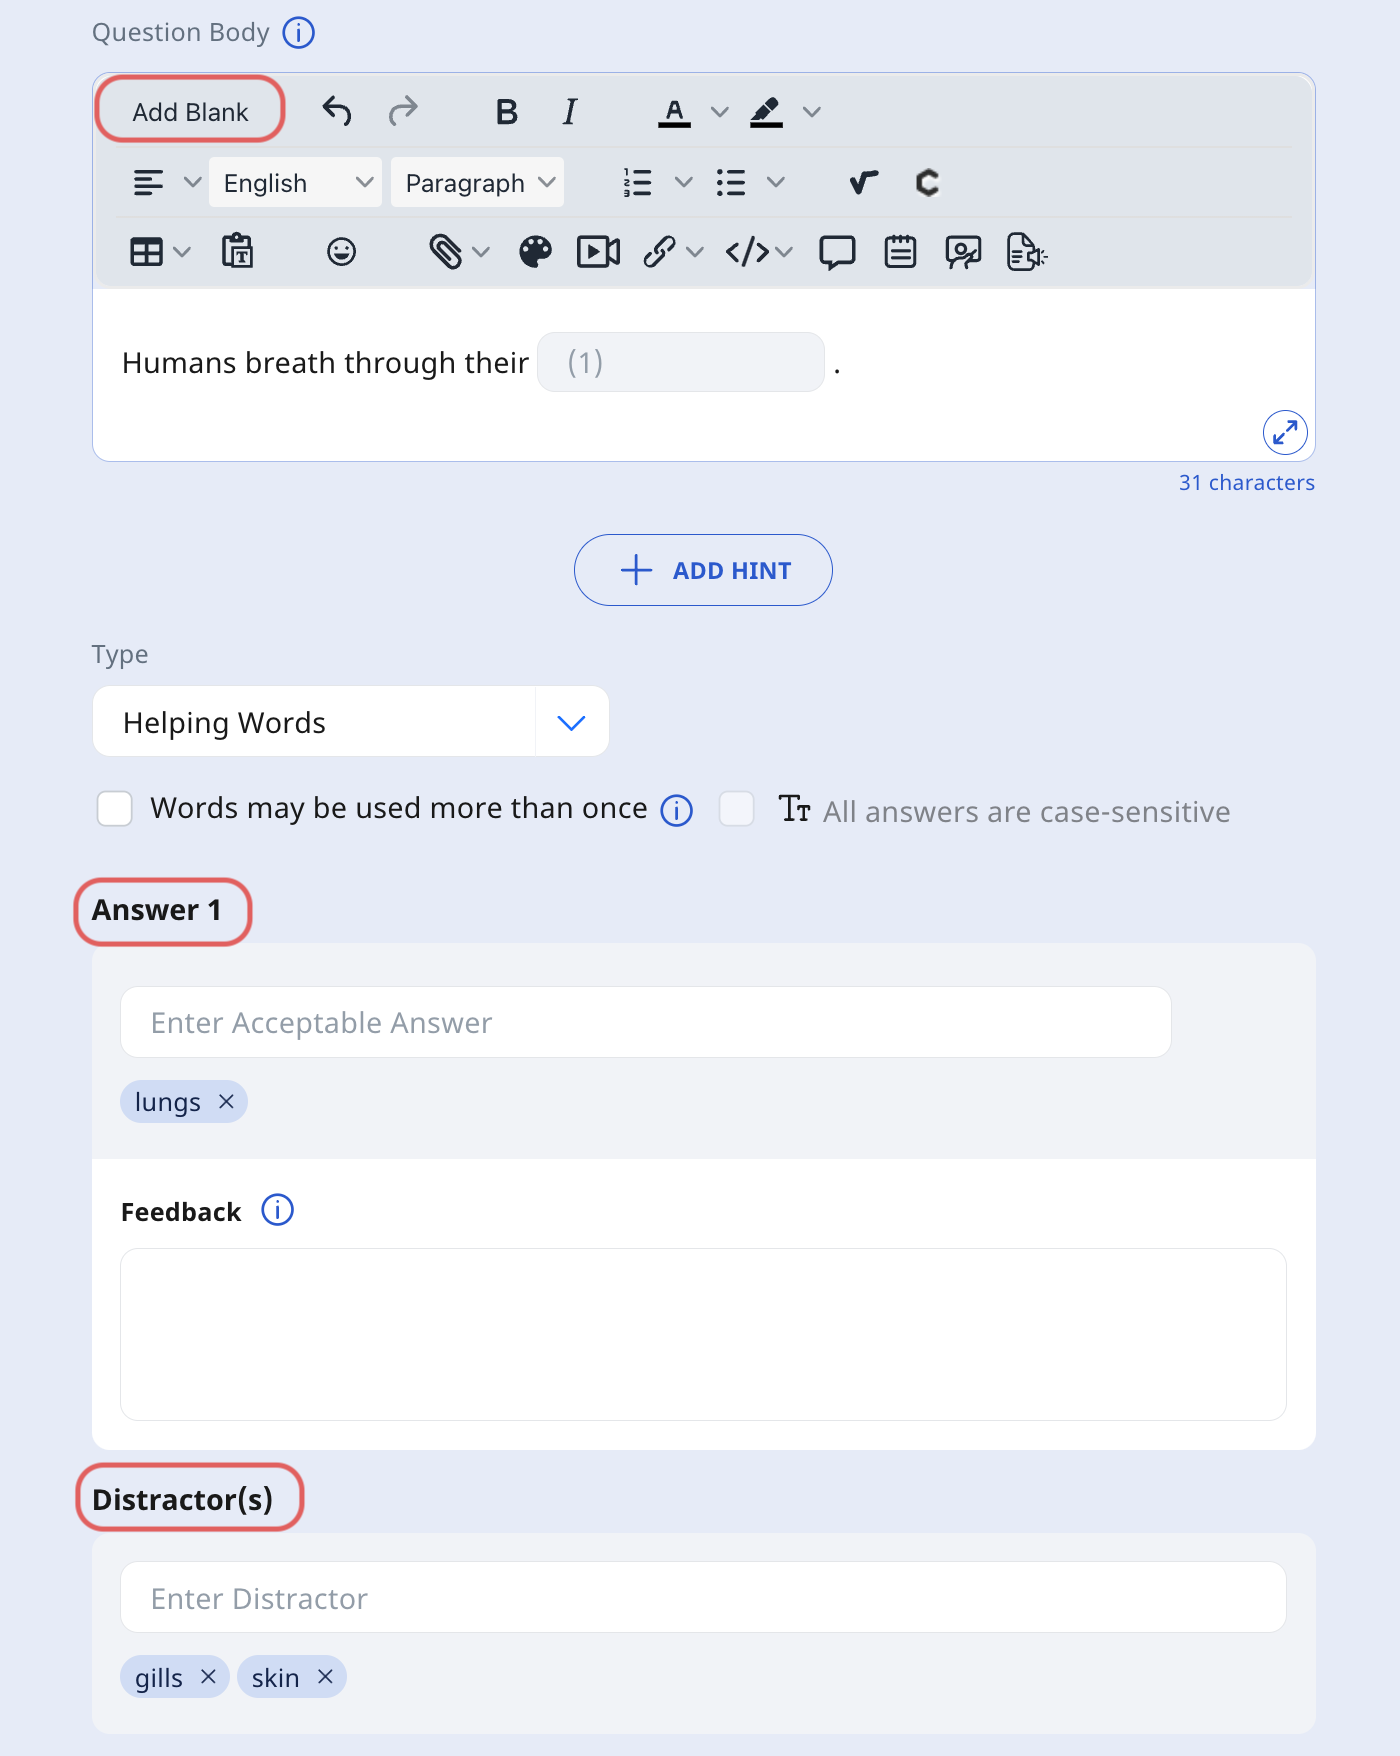 Question Body
Add Blank
English Paragraph
Humans breath through their (1) .
31 characters
ADD HINT
Type
Helping Words
Words may be used more than once All answers are case-sensitive
Answer 1
Enter Acceptable Answer
lungs
Feedback
Distractor(s)
Enter Distractor
gills skin